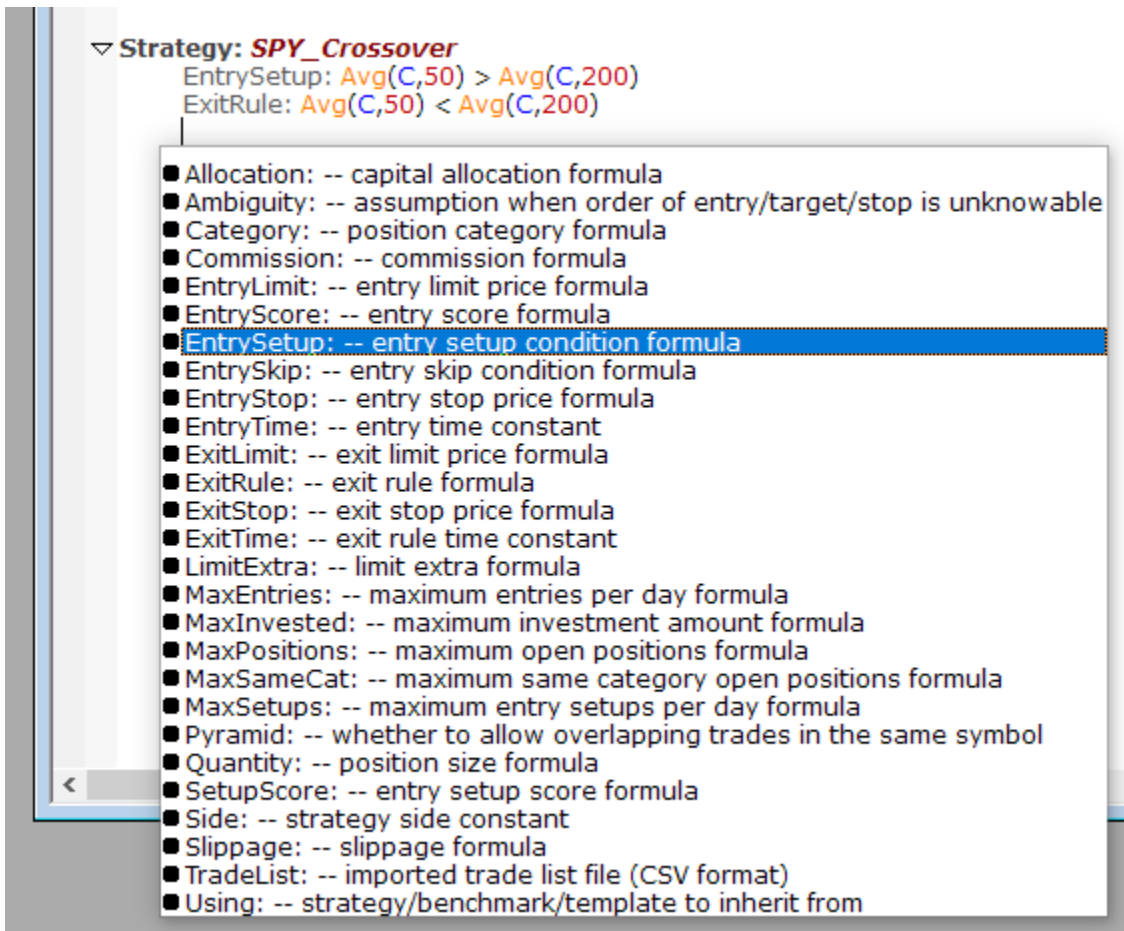 Strategy: SPY_Crossover
EntrySetup: Avg(C,50) > Avg(C,200)
ExitRule: Avg(C,50) < Avg(C,200)
Allocation: -- capital allocation formula
Ambiguity: -- assumption when order of entry/target/stop is unknowable
Category: -- position category formula
Commission: -- commission formula
EntryLimit: -- entry limit price formula
EntryScore: -- entry score formula
EntrySetup: -- entry setup condition formula
EntrySkip: -- entry skip condition formula
EntryStop: -- entry stop price formula
EntryTime: -- entry time constant
ExitLimit: -- exit limit price formula
ExitRule: -- exit rule formula
ExitStop: -- exit stop price formula
ExitTime: -- exit rule time constant
LimitExtra: -- limit extra formula
MaxEntries: -- maximum entries per day formula
MaxInvested: -- maximum investment amount formula
MaxPositions: -- maximum open positions formula
MaxSameCat: -- maximum same category open positions formula
MaxSetups: -- maximum entry setups per day formula
Pyramid: -- whether to allow overlapping trades in the same symbol
Quantity: -- position size formula
SetupScore: -- entry setup score formula
Side: -- strategy side constant
Slippage: -- slippage formula
TradeList: -- imported trade list file (CSV format)
Using: -- strategy/benchmark/template to inherit from